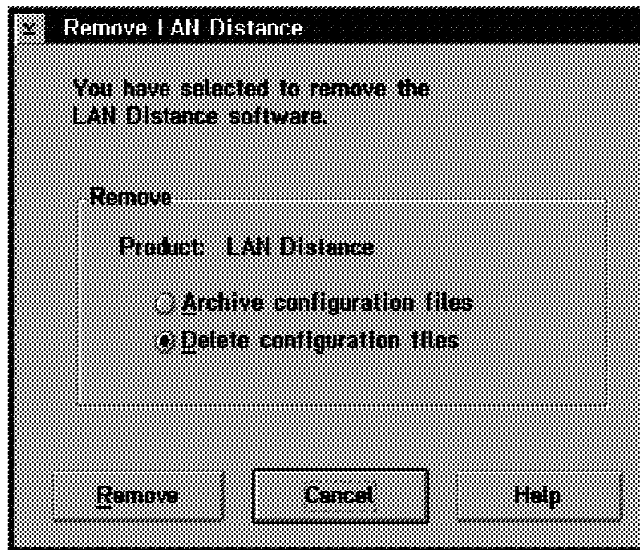 Remove LAN Distance
You have selected to remove the
LAN Distance software.
Remove
Product: LAN Distance
Archive configuration files
Delete configuration files
Remove Cancel Help